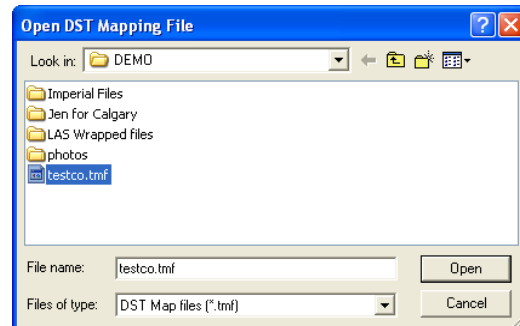 Open DST Mapping File
Look in: DEMO
Imperial Files
Jen for Calgary
LAS Wrapped files
photos
testco.tmf
File name: testco.tmf Open
Files of type: DST Map files (*.tmf) Cancel